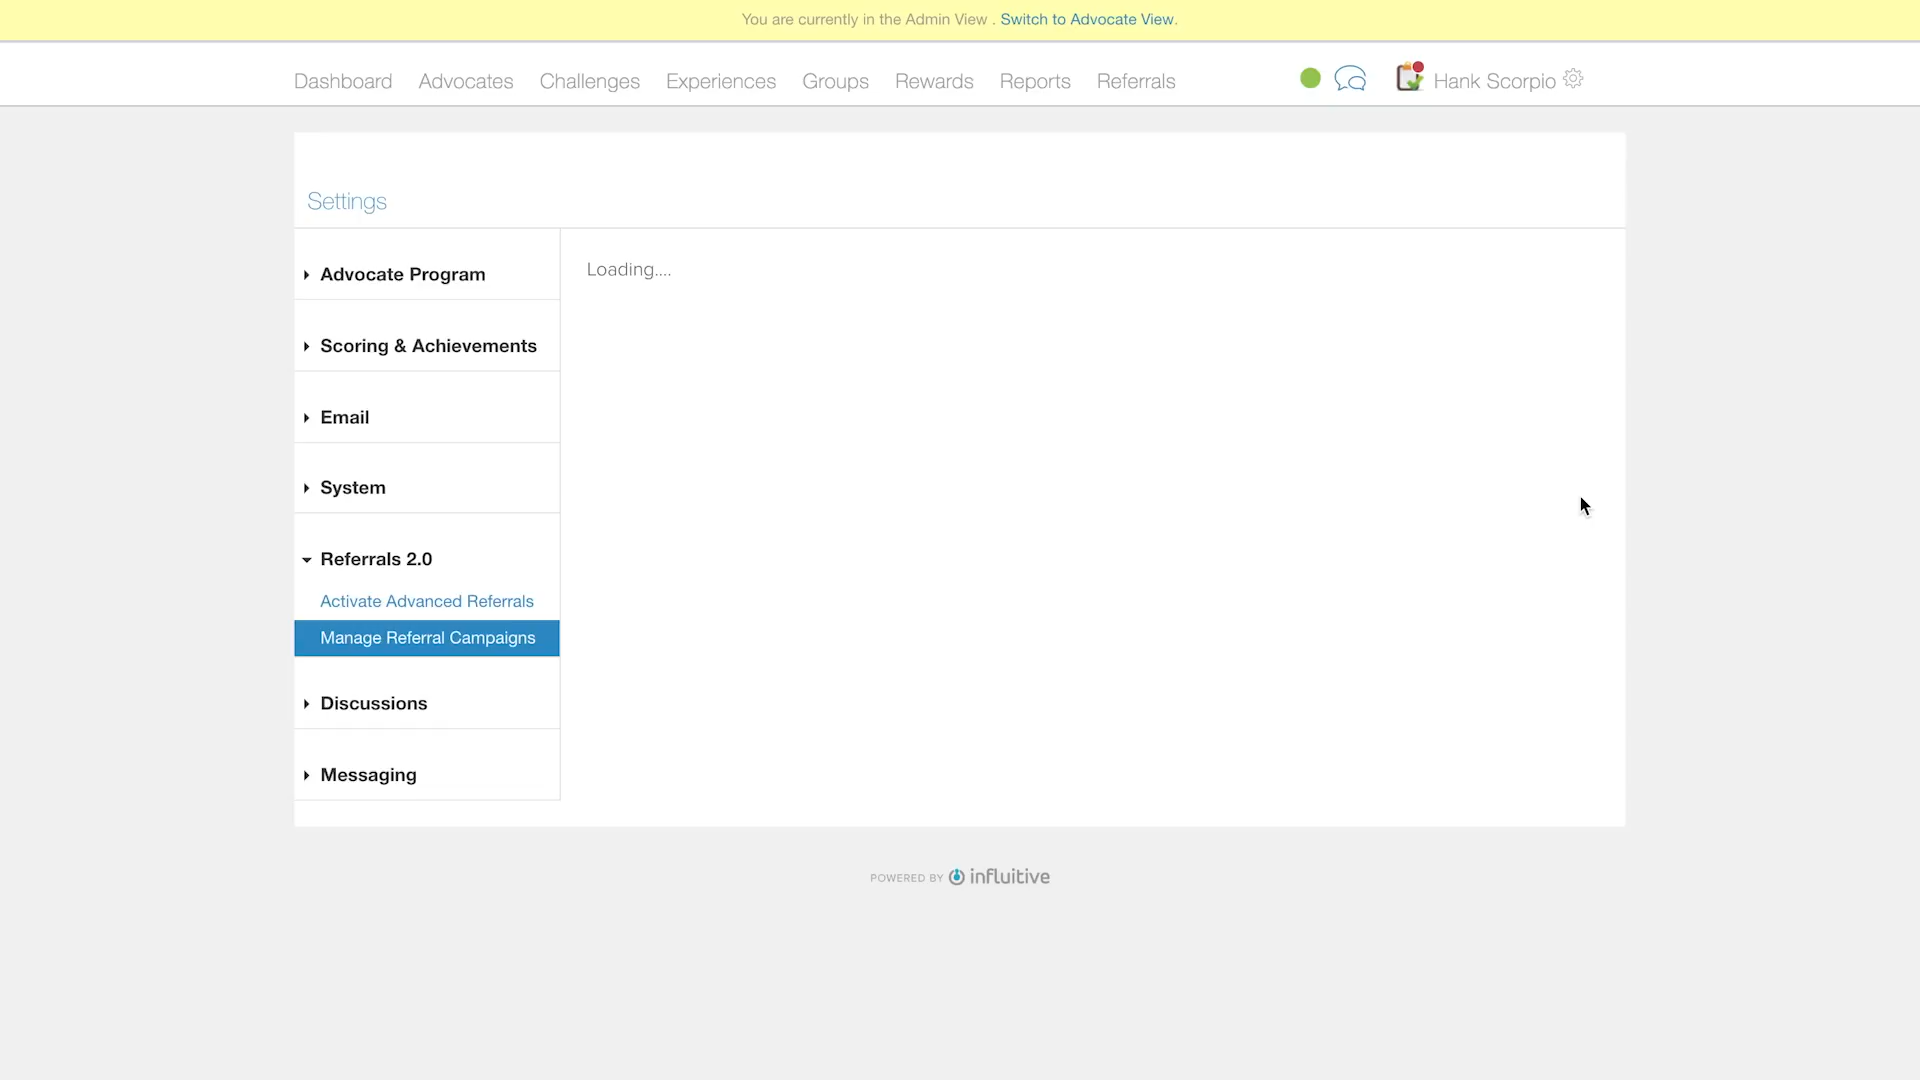 You are currently in the Admin View . Switch to Advocate View.
Dashboard Advocates Challenges Experiences Groups Rewards Reports Referrals Hank Scorpio
Settings
Advocate Program
Loading....
Scoring & Achievements
Email
System
Referrals 2.0
Activate Advanced Referrals
Manage Referral Campaigns
Discussions
Messaging
POWERED BY influitive